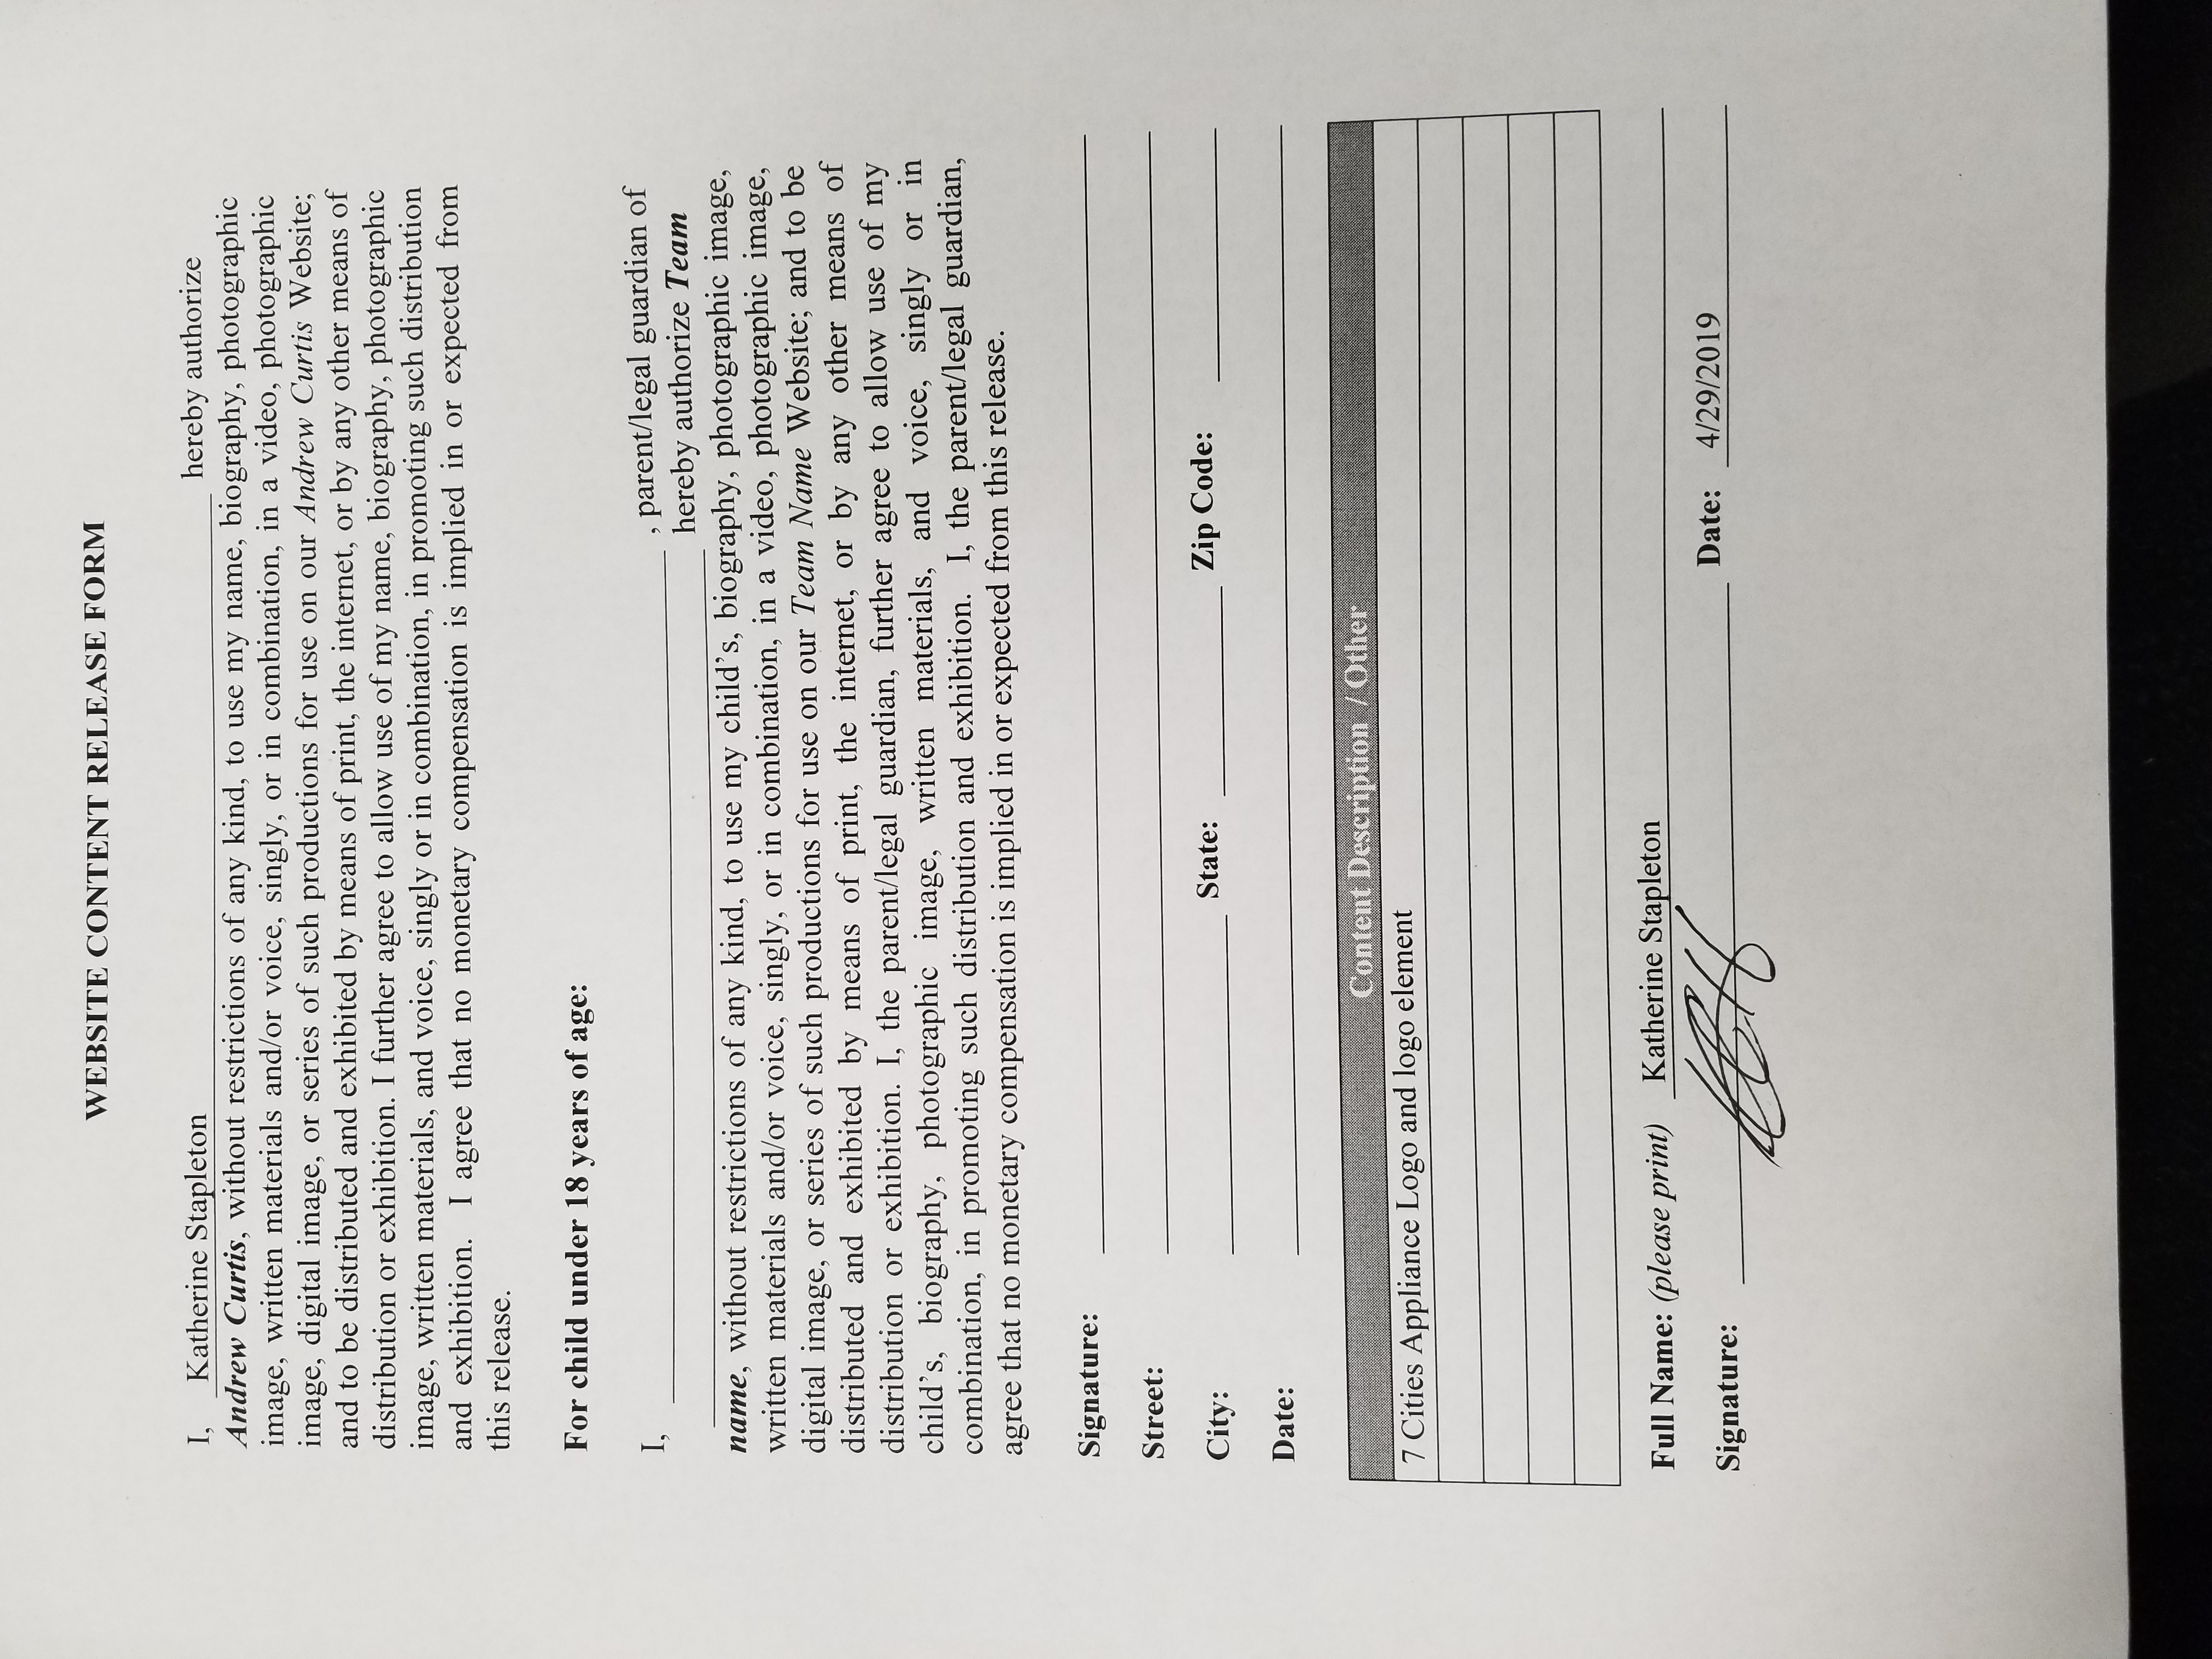 WEBSITE CONTENT RELEASE FORM
I, Katherine Stapleton hereby authorize
Andrew Curtis, without restrictions of any kind, to use my name, biography, photographic
image, written materials and/or voice, singly, or in combination, in a video, photographic
image, digital image, or series of such productions for use on our Andrew Curtis Website;
and to be distributed and exhibited by means of print, the internet, or by any other means of
distribution or exhibition. I further agree to allow use of my name, biography, photographic
image, written materials, and voice, singly or in combination, in promoting such distribution
and exhibition. I agree that no monetary compensation is implied in or expected from
this release.
For child under 18 years of age:
I, , parent/legal guardian of
hereby authorize Team
name, without restrictions of any kind, to use my child’s, biography, photographic image,
written materials and/or voice, singly, or in combination, in a video, photographic image,
digital image, or series of such productions for use on our Team Name Website; and to be
distributed and exhibited by means of print, the internet, or by any other means of
distribution or exhibition. I, the parent/legal guardian, further agree to allow use of my
child’s, biography, photographic image, written materials, and voice, singly or in
combination, in promoting such distribution and exhibition. I, the parent/legal guardian,
agree that no monetary compensation is implied in or expected from this release.
Signature:
Street:
City: State: Zip Code:
Date:
Content Description / Other
7 Cities Appliance Logo and logo element
Full Name: (please print) Katherine Stapleton
Signature: Date: 4/29/2019